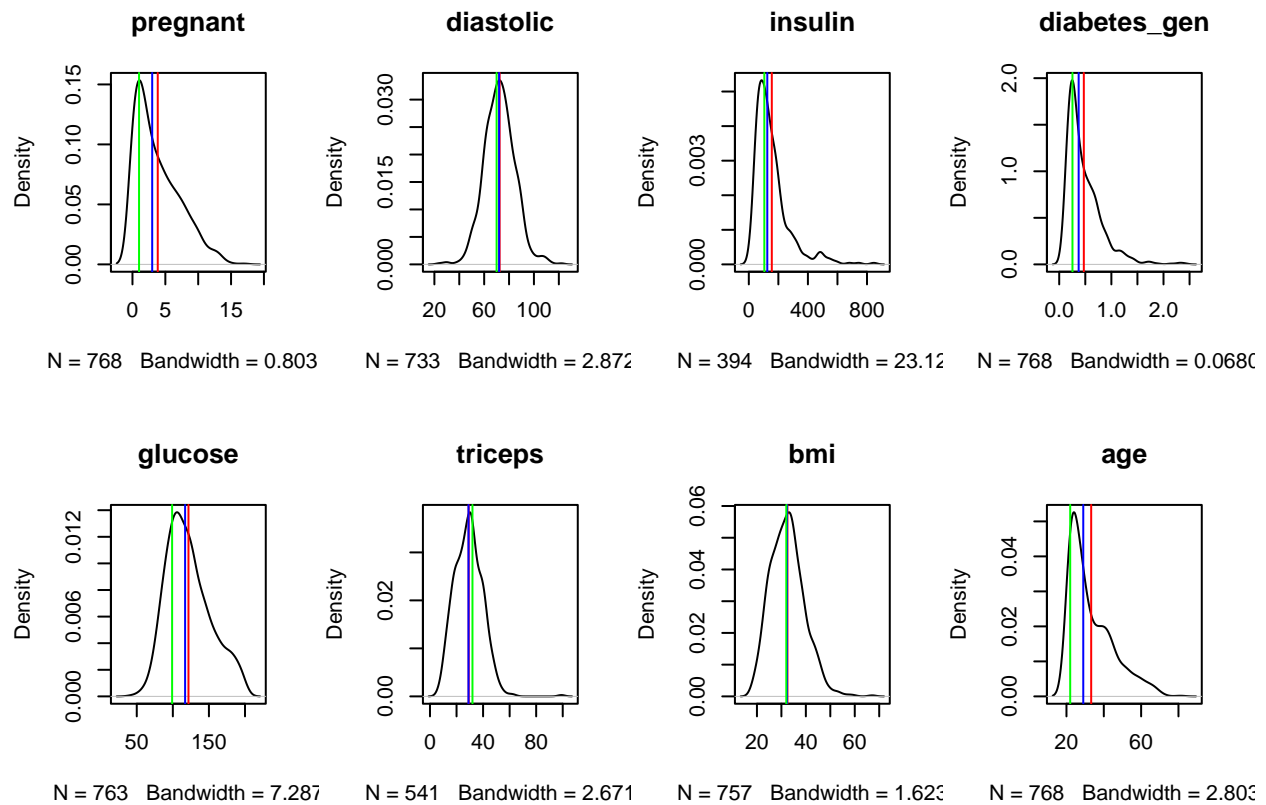 pregnant
Density
0.00 0.05 0.10 0.15
0 5 15
N = 768 Bandwidth = 0.803
diastolic
Density
0.000 0.015 0.030
20 60 100
N = 733 Bandwidth = 2.872
insulin
Density
0.000 0.003
0 400 800
N = 394 Bandwidth = 23.12
diabetes_gen
Density
0.0 1.0 2.0
0.0 1.0 2.0
N = 768 Bandwidth = 0.0680
glucose
Density
0.000 0.006 0.012
50 150
N = 763 Bandwidth = 7.287
triceps
Density
0.00 0.02
0 40 80
N = 541 Bandwidth = 2.671
bmi
Density
0.00 0.02 0.04 0.06
20 40 60
N = 757 Bandwidth = 1.623
age
Density
0.00 0.02 0.04
20 60
N = 768 Bandwidth = 2.803